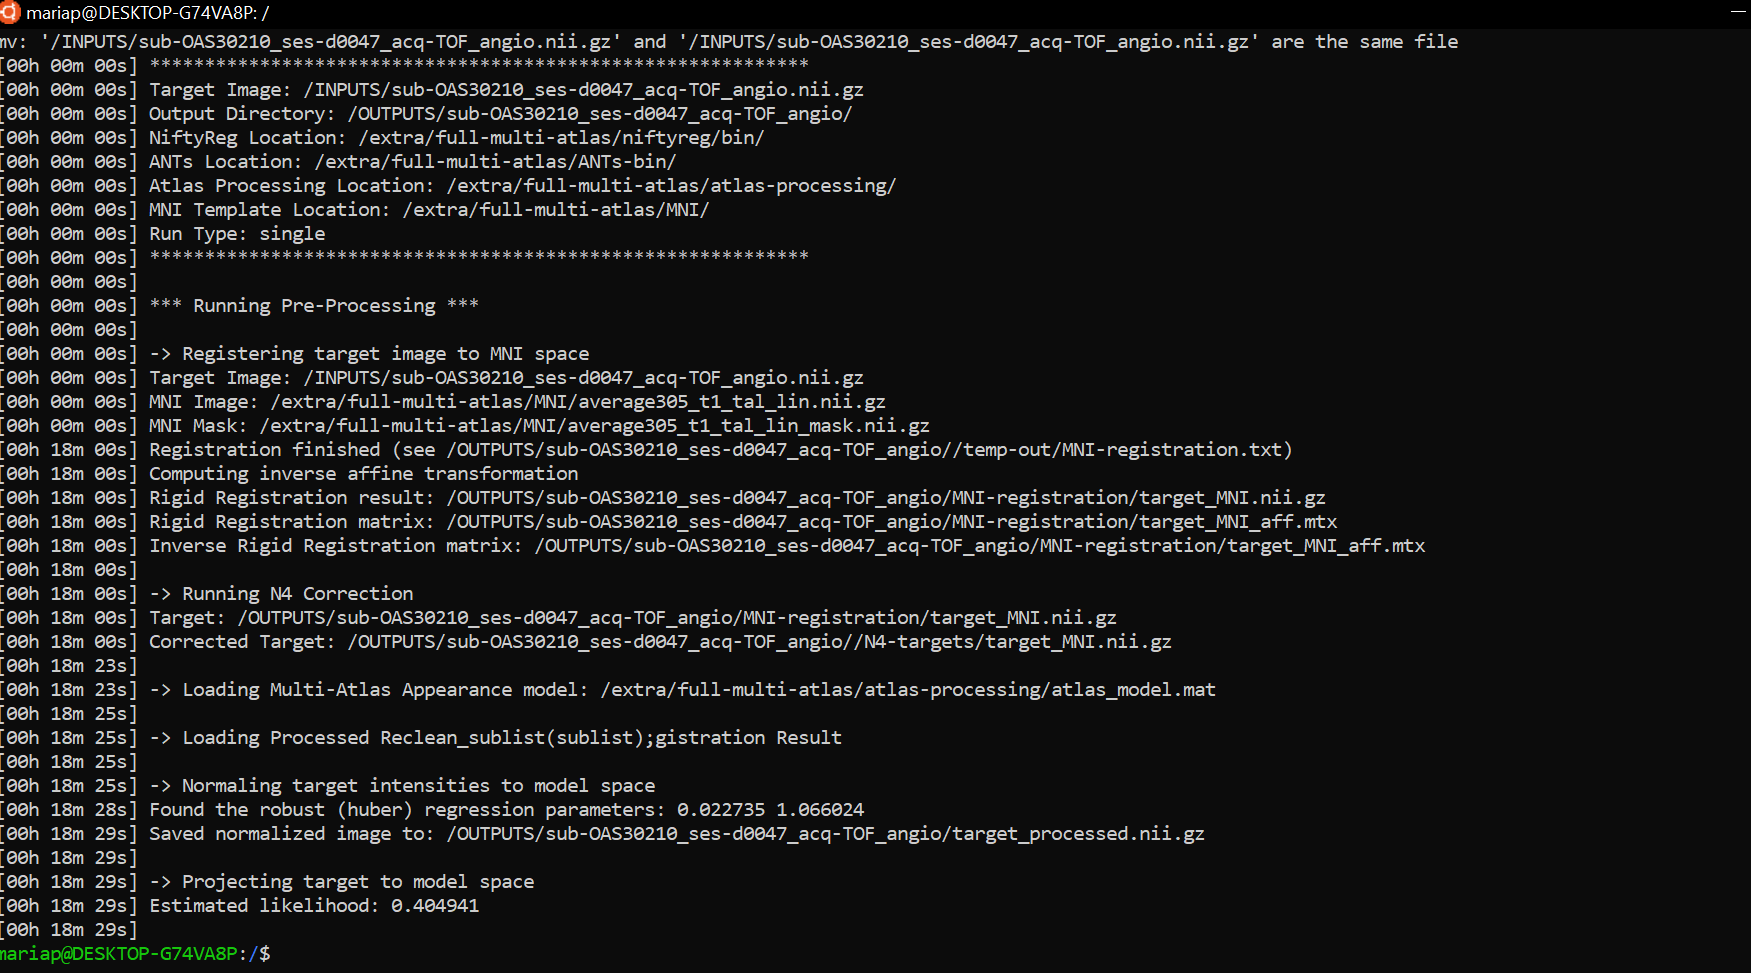 mariap@DESKTOP-G74VA8P: /
mv: '/INPUTS/sub-OAS30210_ses-d0047_acq-TOF_angio.nii.gz' and '/INPUTS/sub-OAS30210_ses-d0047_acq-TOF_angio.nii.gz' are the same file
[00h 00m 00s] ************************************************************
[00h 00m 00s] Target Image: /INPUTS/sub-OAS30210_ses-d0047_acq-TOF_angio.nii.gz
[00h 00m 00s] Output Directory: /OUTPUTS/sub-OAS30210_ses-d0047_acq-TOF_angio/
[00h 00m 00s] NiftyReg Location: /extra/full-multi-atlas/niftyreg/bin/
[00h 00m 00s] ANTs Location: /extra/full-multi-atlas/ANTs-bin/
[00h 00m 00s] Atlas Processing Location: /extra/full-multi-atlas/atlas-processing/
[00h 00m 00s] MNI Template Location: /extra/full-multi-atlas/MNI/
[00h 00m 00s] Run Type: single
[00h 00m 00s] ************************************************************
[00h 00m 00s]
[00h 00m 00s] *** Running Pre-Processing ***
[00h 00m 00s]
[00h 00m 00s] -> Registering target image to MNI space
[00h 00m 00s] Target Image: /INPUTS/sub-OAS30210_ses-d0047_acq-TOF_angio.nii.gz
[00h 00m 00s] MNI Image: /extra/full-multi-atlas/MNI/average305_t1_tal_lin.nii.gz
[00h 00m 00s] MNI Mask: /extra/full-multi-atlas/MNI/average305_t1_tal_lin_mask.nii.gz
[00h 18m 00s] Registration finished (see /OUTPUTS/sub-OAS30210_ses-d0047_acq-TOF_angio//temp-out/MNI-registration.txt)
[00h 18m 00s] Computing inverse affine transformation
[00h 18m 00s] Rigid Registration result: /OUTPUTS/sub-OAS30210_ses-d0047_acq-TOF_angio/MNI-registration/target_MNI.nii.gz
[00h 18m 00s] Rigid Registration matrix: /OUTPUTS/sub-OAS30210_ses-d0047_acq-TOF_angio/MNI-registration/target_MNI_aff.mtx
[00h 18m 00s] Inverse Rigid Registration matrix: /OUTPUTS/sub-OAS30210_ses-d0047_acq-TOF_angio/MNI-registration/target_MNI_aff.mtx
[00h 18m 00s]
[00h 18m 00s] -> Running N4 Correction
[00h 18m 00s] Target: /OUTPUTS/sub-OAS30210_ses-d0047_acq-TOF_angio/MNI-registration/target_MNI.nii.gz
[00h 18m 00s] Corrected Target: /OUTPUTS/sub-OAS30210_ses-d0047_acq-TOF_angio//N4-targets/target_MNI.nii.gz
[00h 18m 23s]
[00h 18m 23s] -> Loading Multi-Atlas Appearance model: /extra/full-multi-atlas/atlas-processing/atlas_model.mat
[00h 18m 25s]
[00h 18m 25s] -> Loading Processed Reclean_sublist(sublist);gistration Result
[00h 18m 25s]
[00h 18m 25s] -> Normaling target intensities to model space
[00h 18m 28s] Found the robust (huber) regression parameters: 0.022735 1.066024
[00h 18m 29s] Saved normalized image to: /OUTPUTS/sub-OAS30210_ses-d0047_acq-TOF_angio/target_processed.nii.gz
[00h 18m 29s]
[00h 18m 29s] -> Projecting target to model space
[00h 18m 29s] Estimated likelihood: 0.404941
[00h 18m 29s]
mariap@DESKTOP-G74VA8P:/$